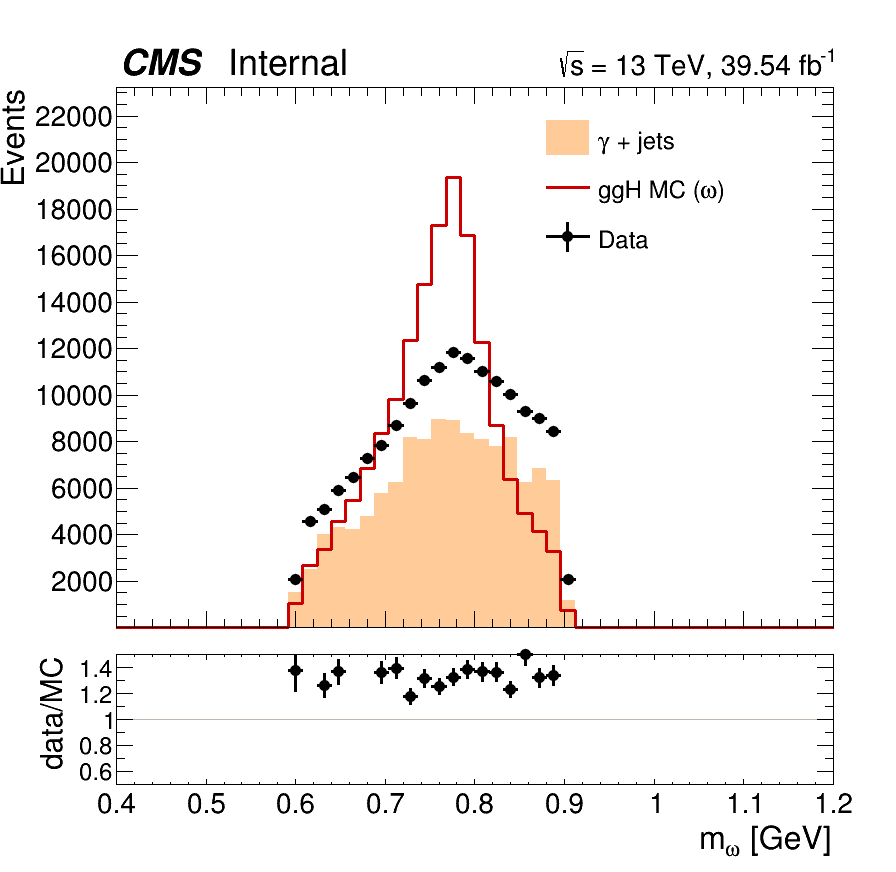 CMS Internal √s = 13 TeV, 39.54 fb⁻¹
Events
22000
20000
18000
16000
14000
12000
10000
8000
6000
4000
2000
γ + jets
ggH MC (ω)
Data
data/MC
1.4
1.2
1
0.8
0.6
0.4 0.5 0.6 0.7 0.8 0.9 1 1.1 1.2
m_ω [GeV]